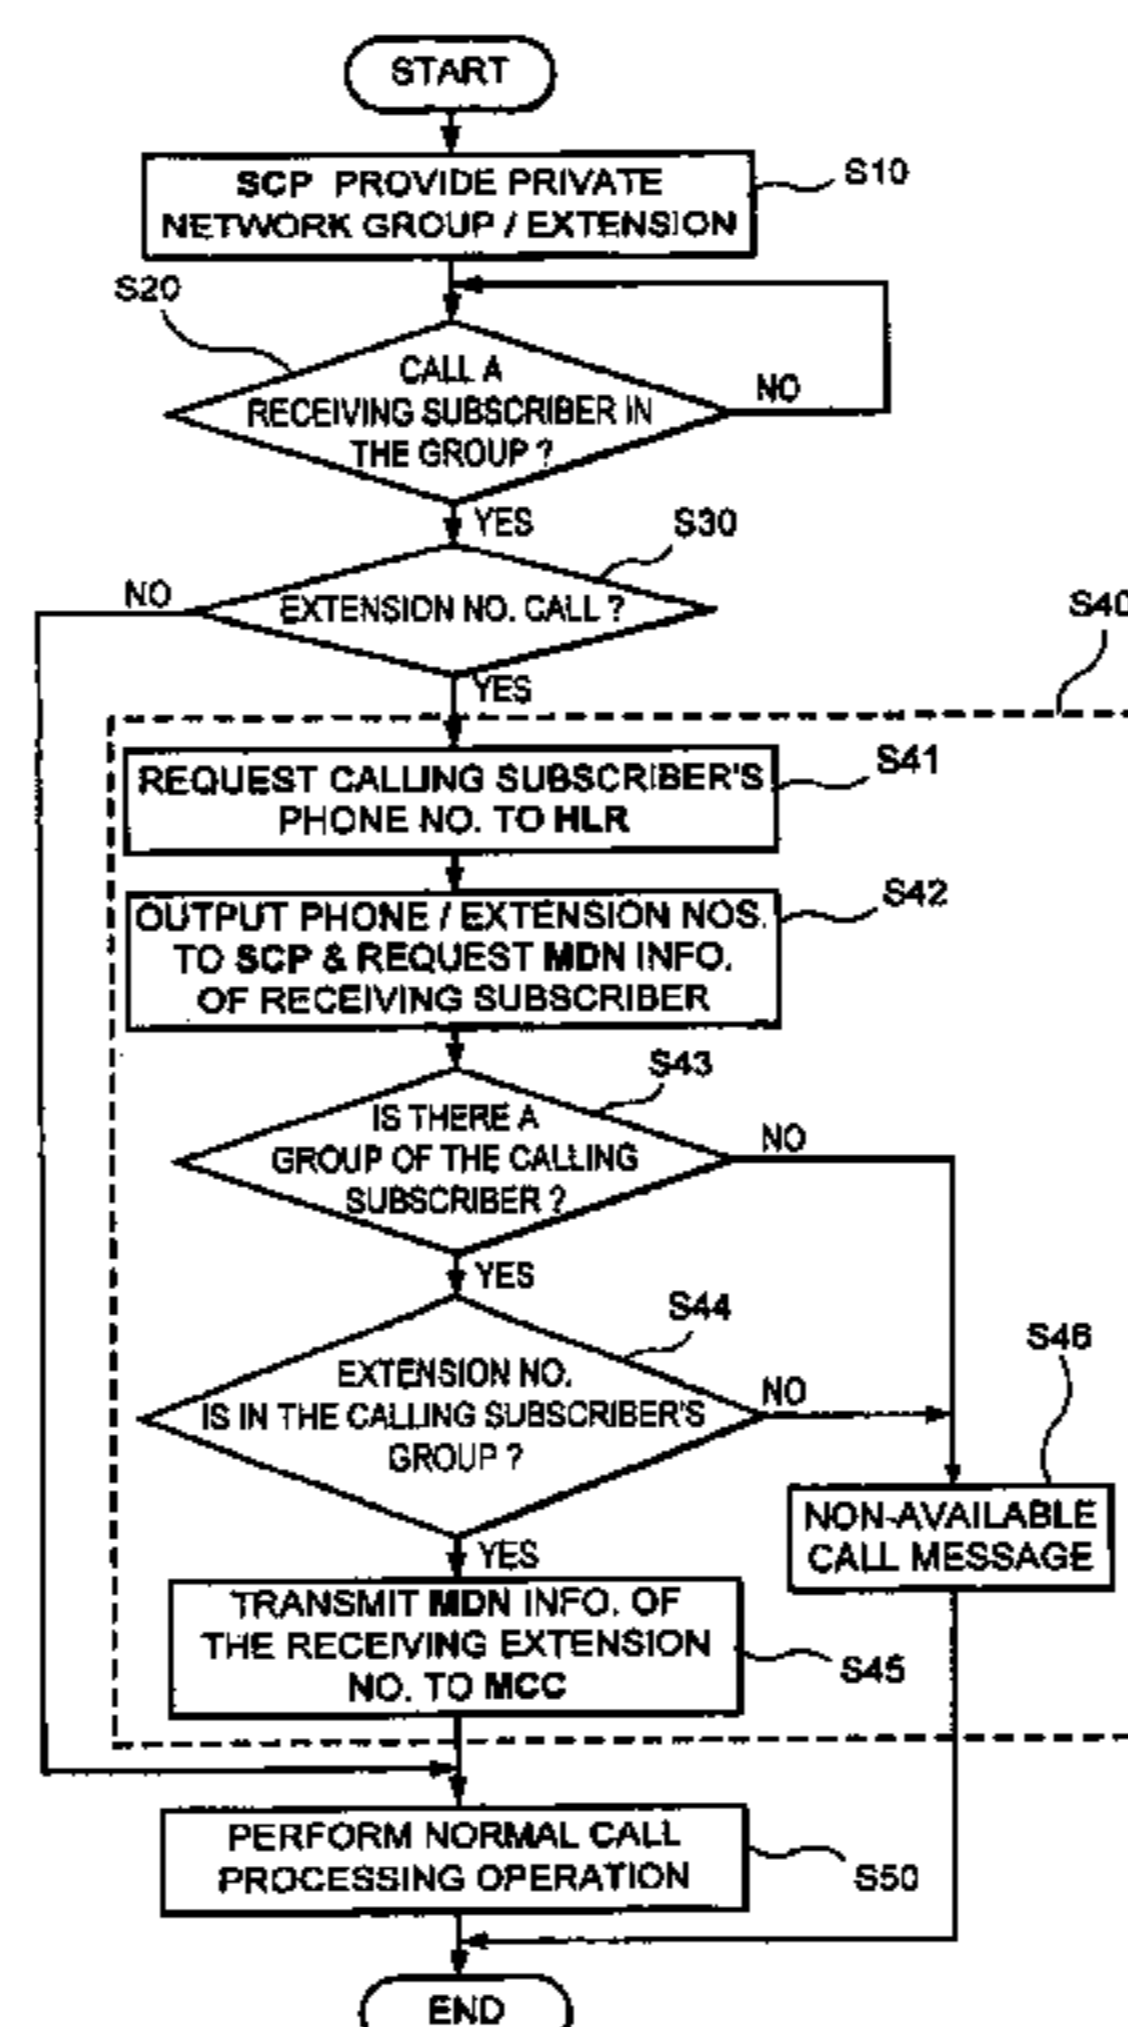 START
SCP PROVIDE PRIVATE
NETWORK GROUP / EXTENSION
S10
S20
CALL A
RECEIVING SUBSCRIBER IN
THE GROUP ?
NO
YES
S30
NO
EXTENSION NO. CALL ?
S40
YES
REQUEST CALLING SUBSCRIBER'S
PHONE NO. TO HLR
S41
OUTPUT PHONE / EXTENSION NOS.
TO SCP & REQUEST MDN INFO.
OF RECEIVING SUBSCRIBER
S42
S43
IS THERE A
GROUP OF THE CALLING
SUBSCRIBER ?
NO
YES
S44
EXTENSION NO.
IS IN THE CALLING SUBSCRIBER'S
GROUP ?
NO
S46
NON-AVAILABLE
CALL MESSAGE
YES
TRANSMIT MDN INFO. OF
THE RECEIVING EXTENSION
NO. TO MCC
S45
PERFORM NORMAL CALL
PROCESSING OPERATION
S50
END